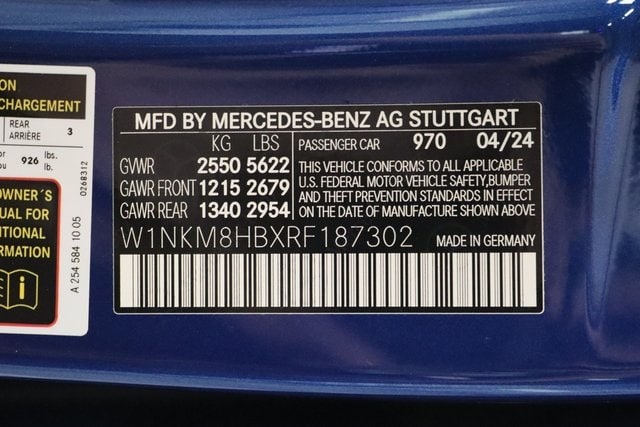 ON
CHARGEMENT
REAR
ARRIÈRE 3
926 lbs.
lb.
OWNER´S
UAL FOR
ITIONAL
RMATION
i
0268312
A 254 584 10 05
MFD BY MERCEDES-BENZ AG STUTTGART
KG LBS PASSENGER CAR 970 04/24
GVWR 2550 5622
GAWR FRONT 1215 2679
GAWR REAR 1340 2954
THIS VEHICLE CONFORMS TO ALL APPLICABLE
U.S. FEDERAL MOTOR VEHICLE SAFETY,BUMPER
AND THEFT PREVENTION STANDARDS IN EFFECT
ON THE DATE OF MANUFACTURE SHOWN ABOVE
W1NKM8HBXRF187302 MADE IN GERMANY